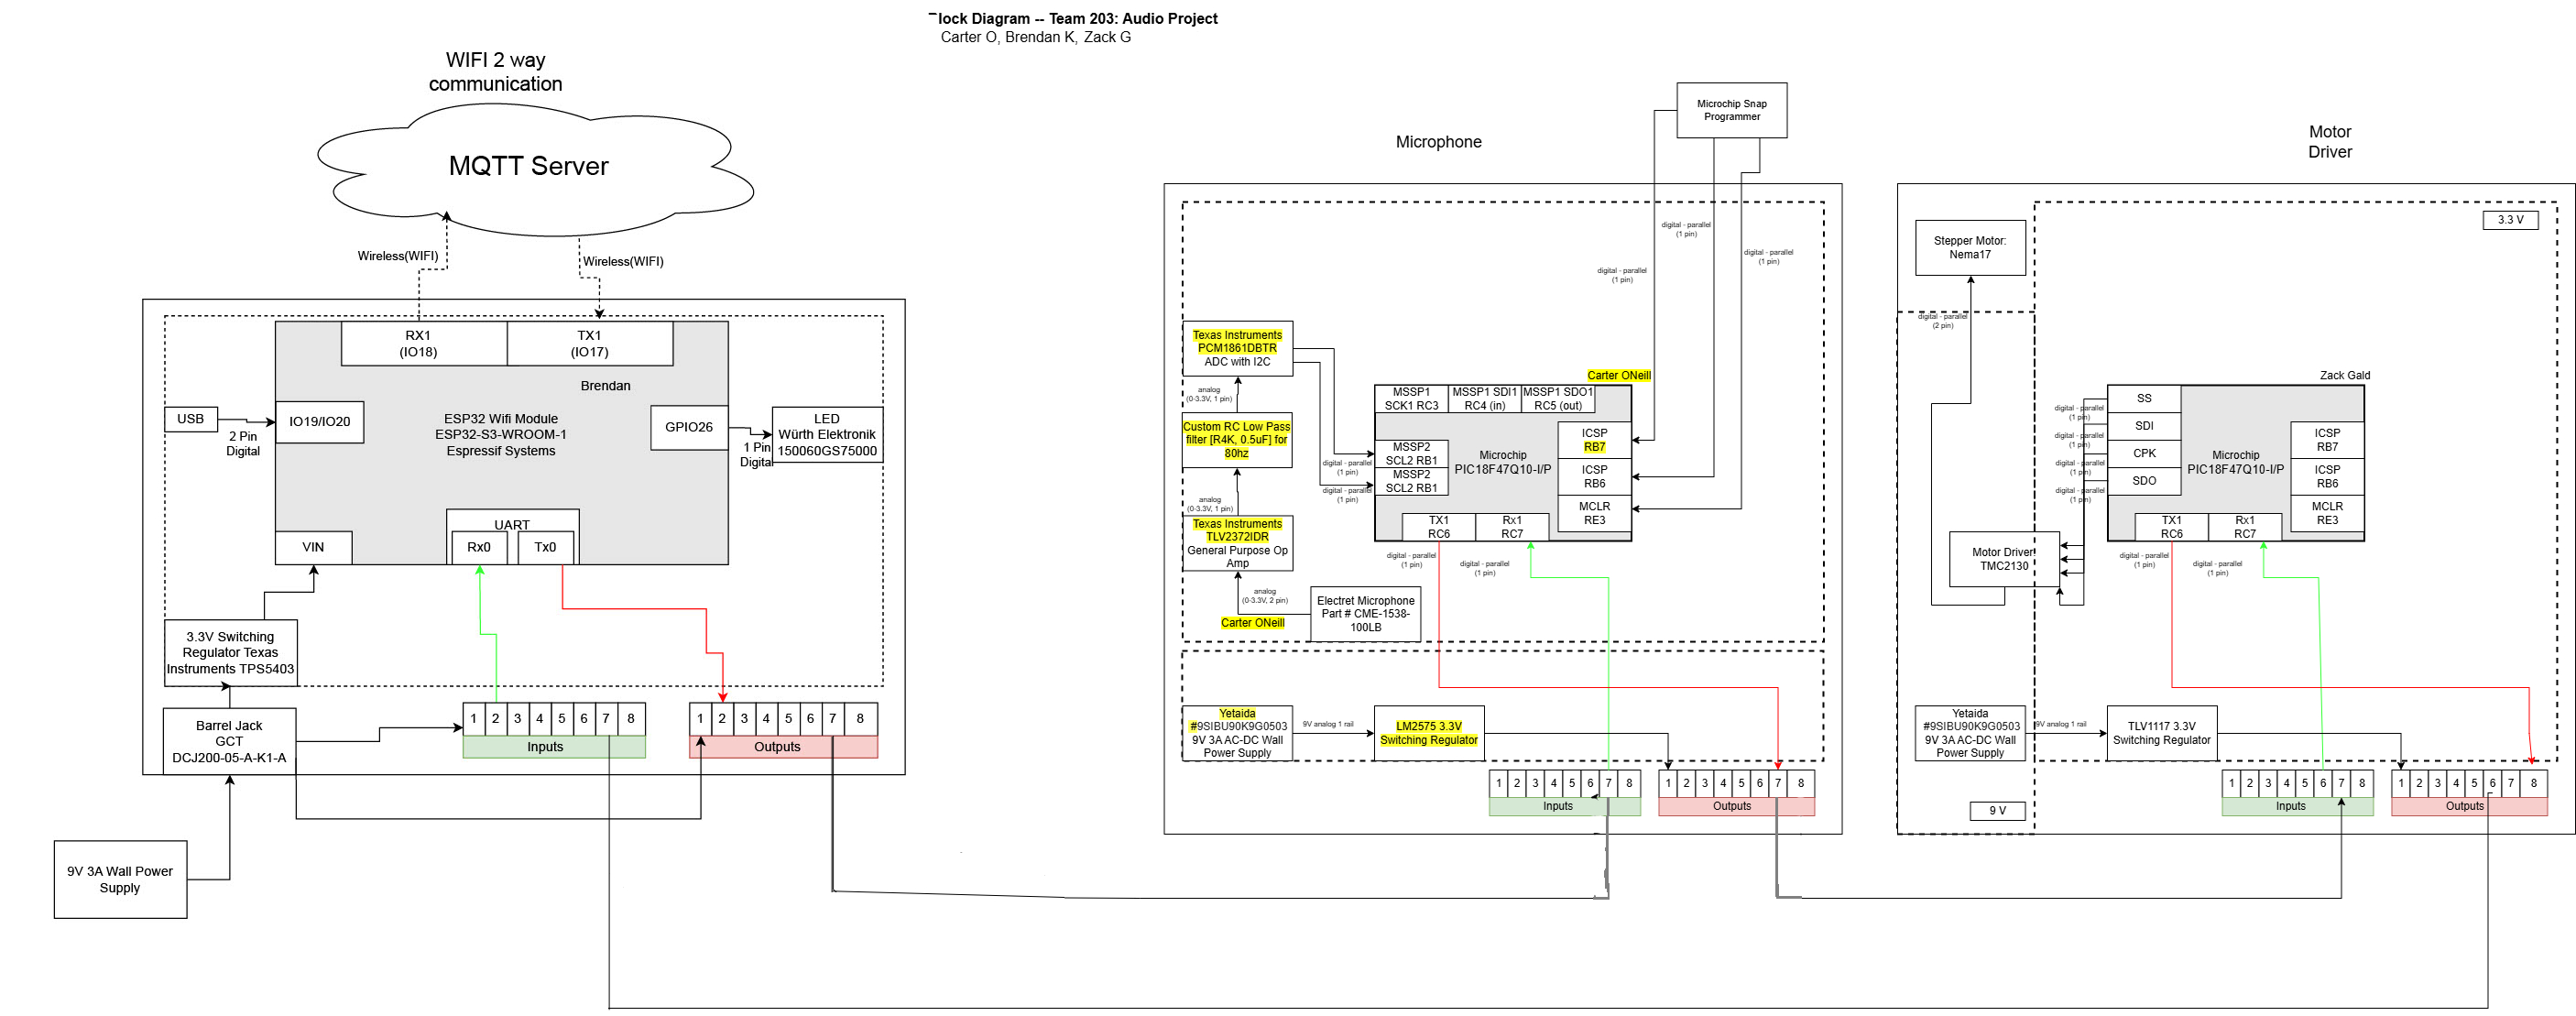 lock Diagram -- Team 203: Audio Project
Carter O, Brendan K, Zack G
WIFI 2 way
communication
MQTT Server
Wireless(WIFI)
Wireless(WIFI)
RX1
(IO18)
TX1
(IO17)
Brendan
USB
2 Pin
Digital
IO19/IO20
ESP32 Wifi Module
ESP32-S3-WROOM-1
Espressif Systems
GPIO26
1 Pin
Digital
LED
Würth Elektronik
150060GS75000
UART
VIN
Rx0
Tx0
3.3V Switching
Regulator Texas
Instruments TPS5403
Barrel Jack
GCT
DCJ200-05-A-K1-A
1 2 3 4 5 6 7 8
Inputs
1 2 3 4 5 6 7 8
Outputs
9V 3A Wall Power
Supply
Microphone
Microchip Snap
Programmer
digital - parallel
(1 pin)
digital - parallel
(1 pin)
digital - parallel
(1 pin)
Texas Instruments
PCM1861DBTR
ADC with I2C
analog
(0-3.3V, 1 pin)
Custom RC Low Pass
filter [R4K, 0.5uF] for
80hz
analog
(0-3.3V, 1 pin)
Texas Instruments
TLV2372IDR
General Purpose Op
Amp
analog
(0-3.3V, 2 pin)
Carter ONeill
Electret Microphone
Part # CME-1538-
100LB
Carter ONeill
MSSP1
SCK1 RC3
MSSP1 SDI1
RC4 (in)
MSSP1 SDO1
RC5 (out)
MSSP2
SCL2 RB1
MSSP2
SCL2 RB1
digital - parallel
(1 pin)
digital - parallel
(1 pin)
Microchip
PIC18F47Q10-I/P
ICSP
RB7
ICSP
RB6
MCLR
RE3
TX1
RC6
Rx1
RC7
digital - parallel
(1 pin)
digital - parallel
(1 pin)
Yetaida
#9SIBU90K9G0503
9V 3A AC-DC Wall
Power Supply
9V analog 1 rail
LM2575 3.3V
Switching Regulator
1 2 3 4 5 6 7 8
Inputs
1 2 3 4 5 6 7 8
Outputs
Motor
Driver
3.3 V
Stepper Motor:
Nema17
digital - parallel
(2 pin)
Zack Gald
digital - parallel
(1 pin)
digital - parallel
(1 pin)
digital - parallel
(1 pin)
digital - parallel
(1 pin)
SS
SDI
CPK
SDO
Microchip
PIC18F47Q10-I/P
ICSP
RB7
ICSP
RB6
MCLR
RE3
TX1
RC6
Rx1
RC7
digital - parallel
(1 pin)
digital - parallel
(1 pin)
Motor Driver:
TMC2130
Yetaida
#9SIBU90K9G0503
9V 3A AC-DC Wall
Power Supply
9V analog 1 rail
TLV1117 3.3V
Switching Regulator
9 V
1 2 3 4 5 6 7 8
Inputs
1 2 3 4 5 6 7 8
Outputs